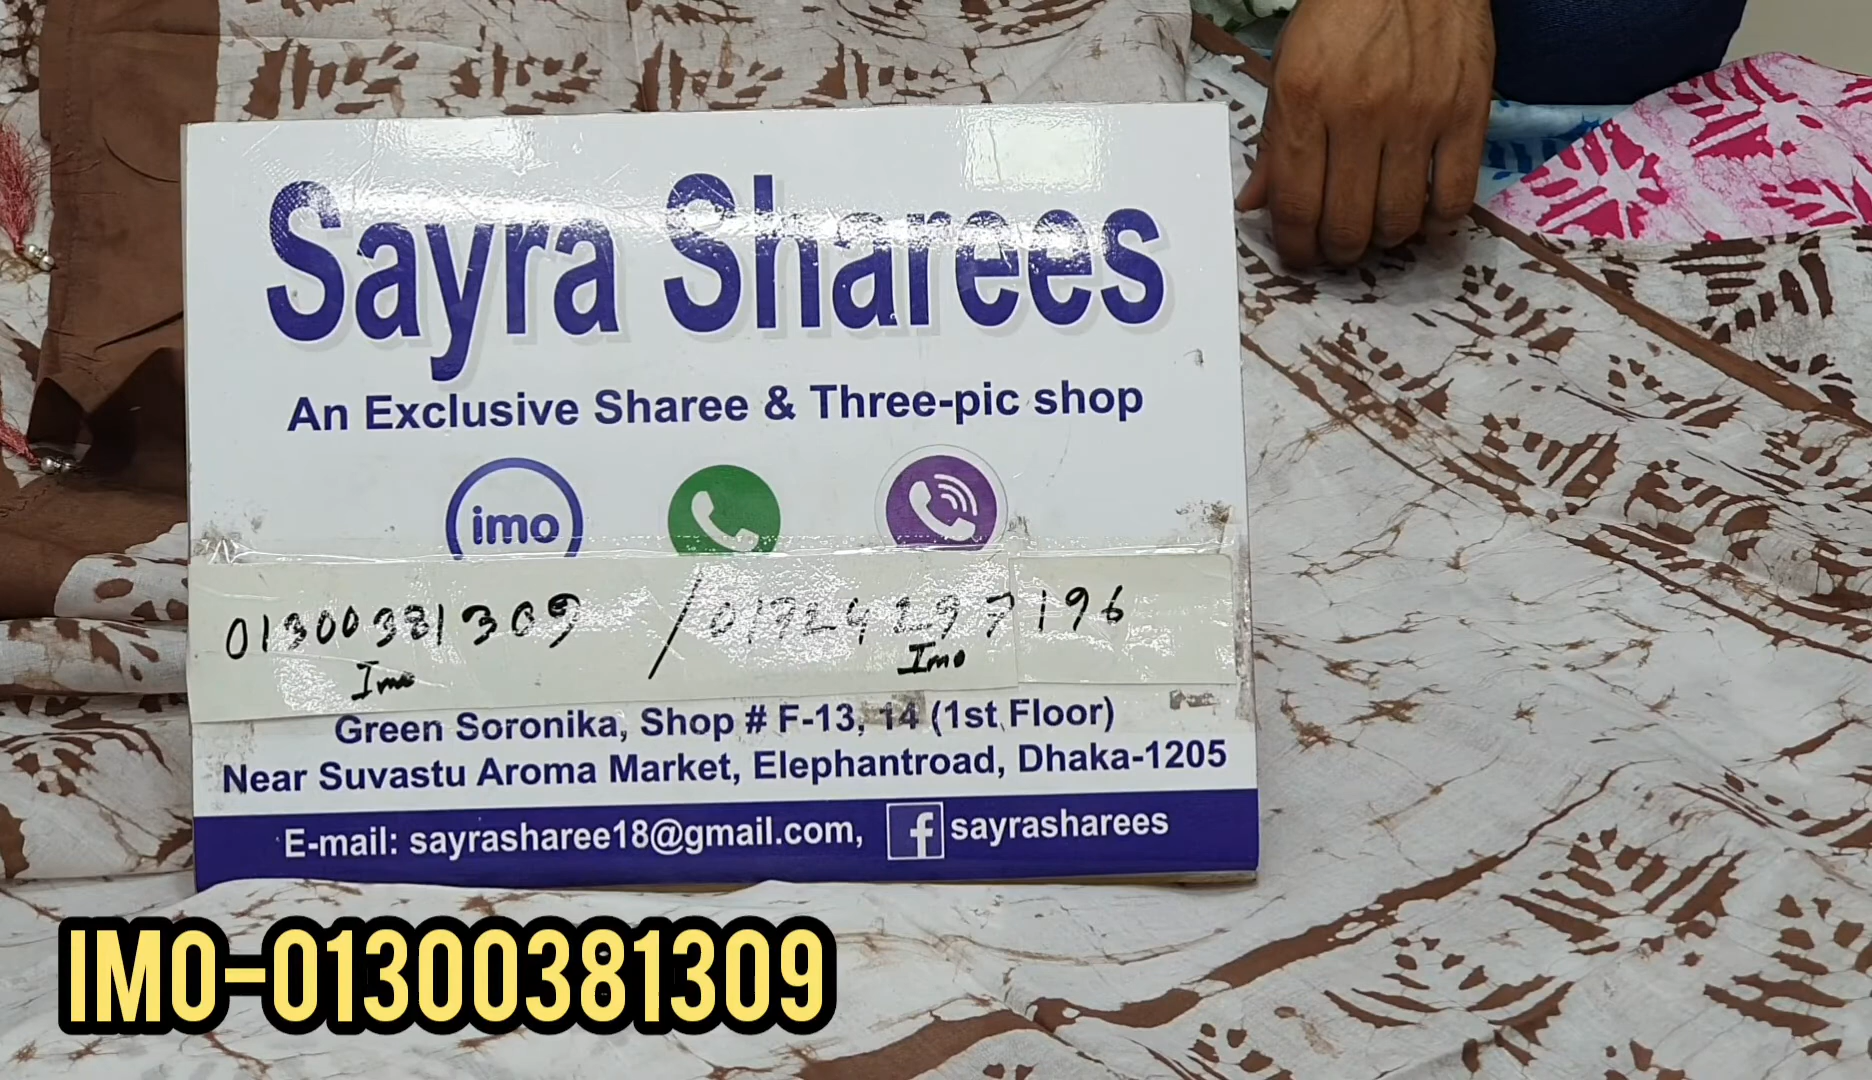 Sayra Sharees
An Exclusive Sharee & Three-pic shop
imo
01300381309 /
Imo Imo
Green Soronika, Shop # F-13, 14 (1st Floor)
Near Suvastu Aroma Market, Elephantroad, Dhaka-1205
E-mail: sayrasharee18@gmail.com, f sayrasharees
IMO-01300381309